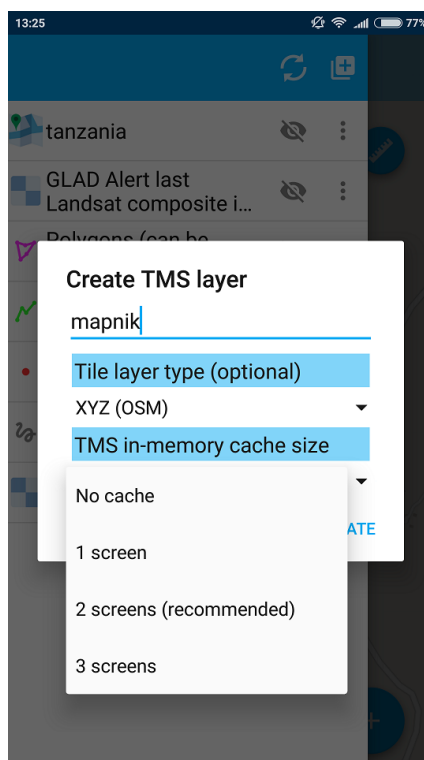 13:25
77%
tanzania
GLAD Alert last
Landsat composite i...
Polygons (can be
Create TMS layer
mapnik
Tile layer type (optional)
XYZ (OSM)
TMS in-memory cache size
No cache
1 screen
2 screens (recommended)
3 screens
ATE